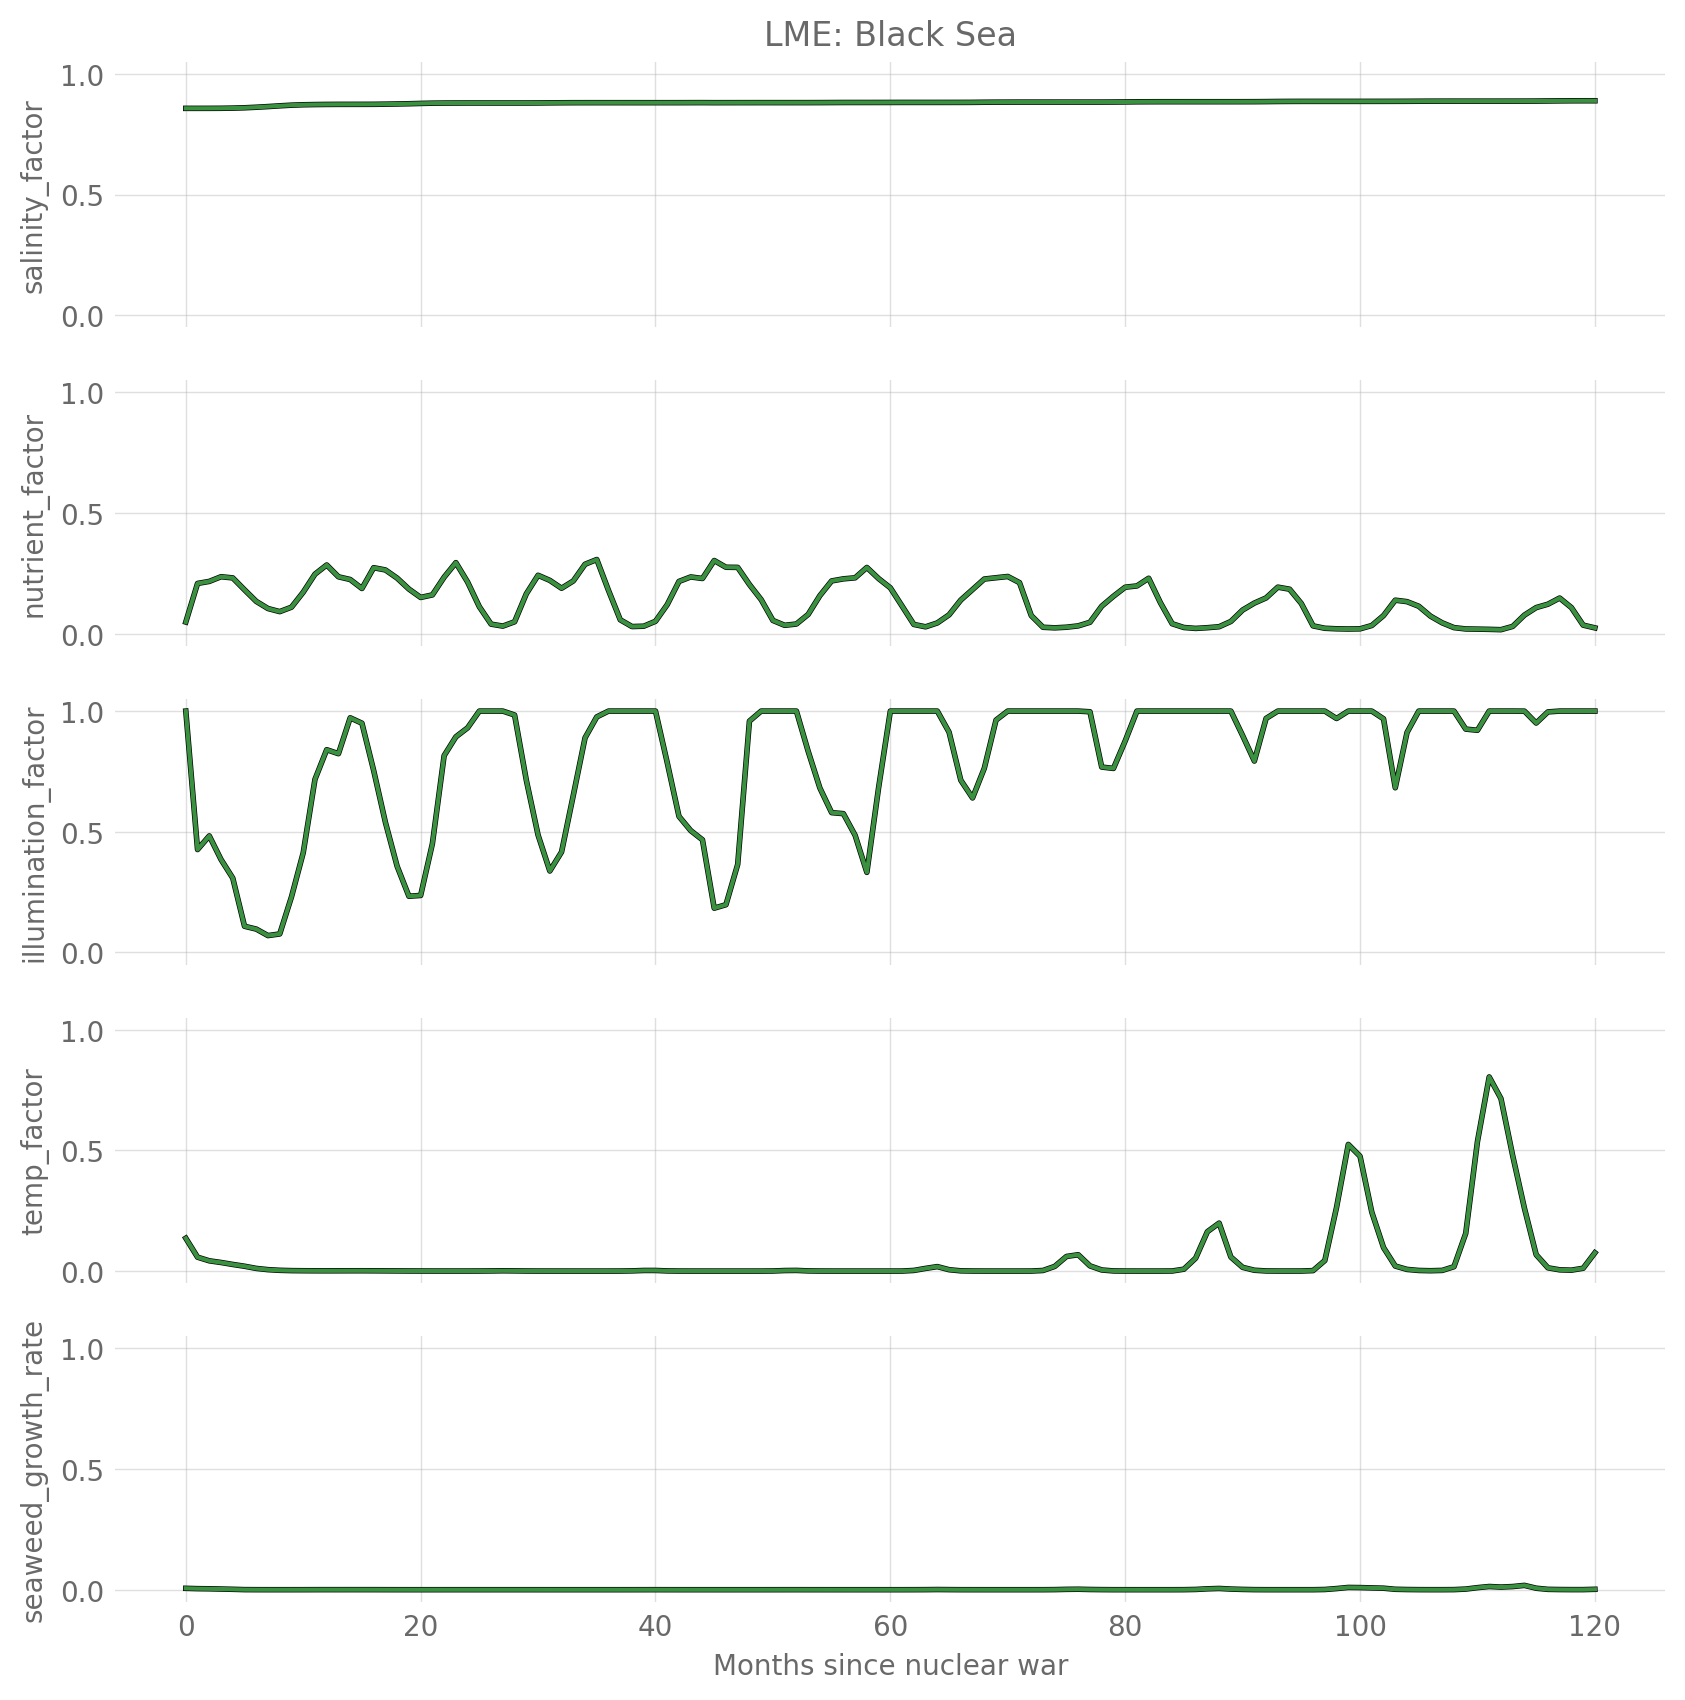 LME: Black Sea
1.0
0.5
0.0
salinity_factor
1.0
0.5
0.0
nutrient_factor
1.0
0.5
0.0
illumination_factor
1.0
0.5
0.0
temp_factor
1.0
0.5
0.0
seaweed_growth_rate
0 20 40 60 80 100 120
Months since nuclear war